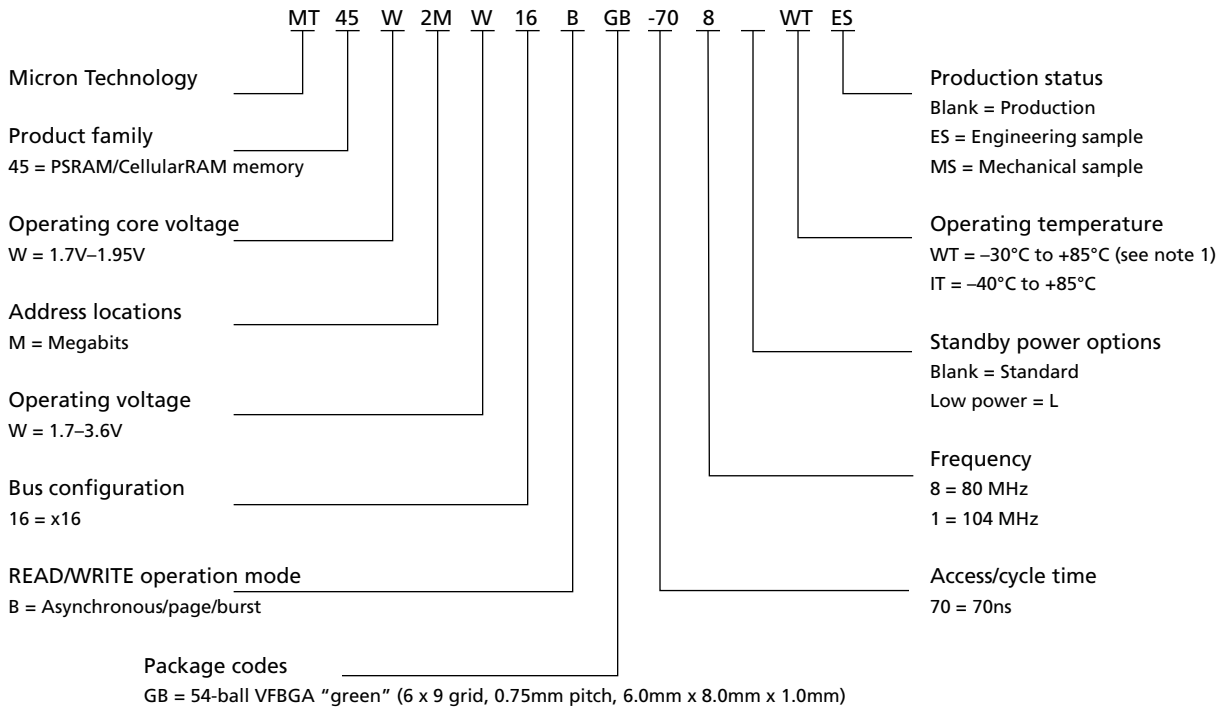 MT 45 W 2M W 16 B GB -70 8 WT ES
Micron Technology
Product family
45 = PSRAM/CellularRAM memory
Operating core voltage
W = 1.7V–1.95V
Address locations
M = Megabits
Operating voltage
W = 1.7–3.6V
Bus configuration
16 = x16
READ/WRITE operation mode
B = Asynchronous/page/burst
Package codes
GB = 54-ball VFBGA “green” (6 x 9 grid, 0.75mm pitch, 6.0mm x 8.0mm x 1.0mm)
Production status
Blank = Production
ES = Engineering sample
MS = Mechanical sample
Operating temperature
WT = –30°C to +85°C (see note 1)
IT = –40°C to +85°C
Standby power options
Blank = Standard
Low power = L
Frequency
8 = 80 MHz
1 = 104 MHz
Access/cycle time
70 = 70ns